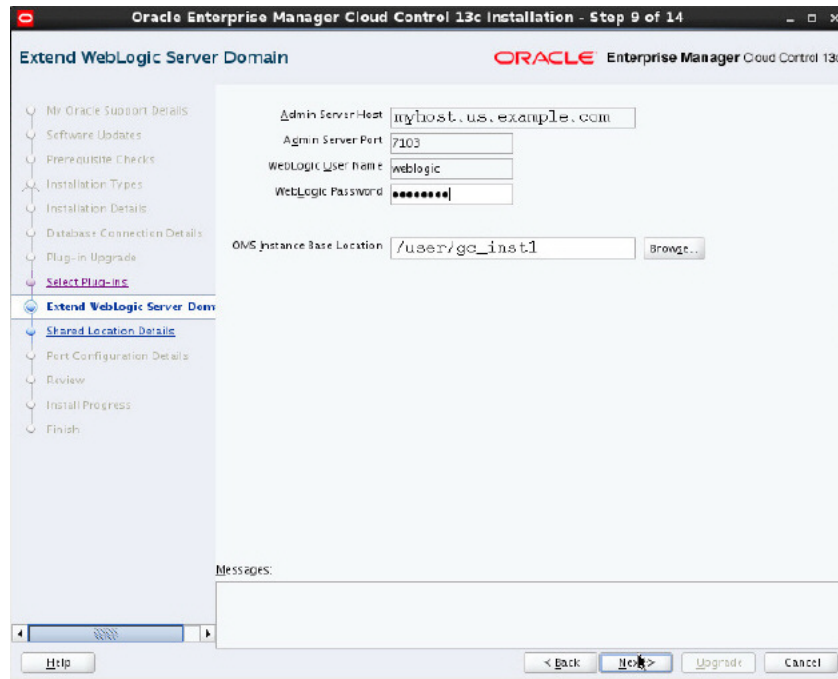 Oracle Enterprise Manager Cloud Control 13c Installation - Step 9 of 14
Extend WebLogic Server Domain
ORACLE Enterprise Manager Cloud Control 13c
My Oracle Support Details
Software Updates
Prerequisite Checks
Installation Types
Installation Details
Database Connection Details
Plug-in Upgrade
Select Plug-ins
Extend WebLogic Server Dom
Shared Location Details
Port Configuration Details
Review
Install Progress
Finish
Admin Server Host myhost.us.example.com
Admin Server Port 7103
WebLogic User Name weblogic
WebLogic Password ••••••••
OMS Instance Base Location /user/gc_inst1 Browse..
Messages:
Help < Back Next > Upgrade Cancel